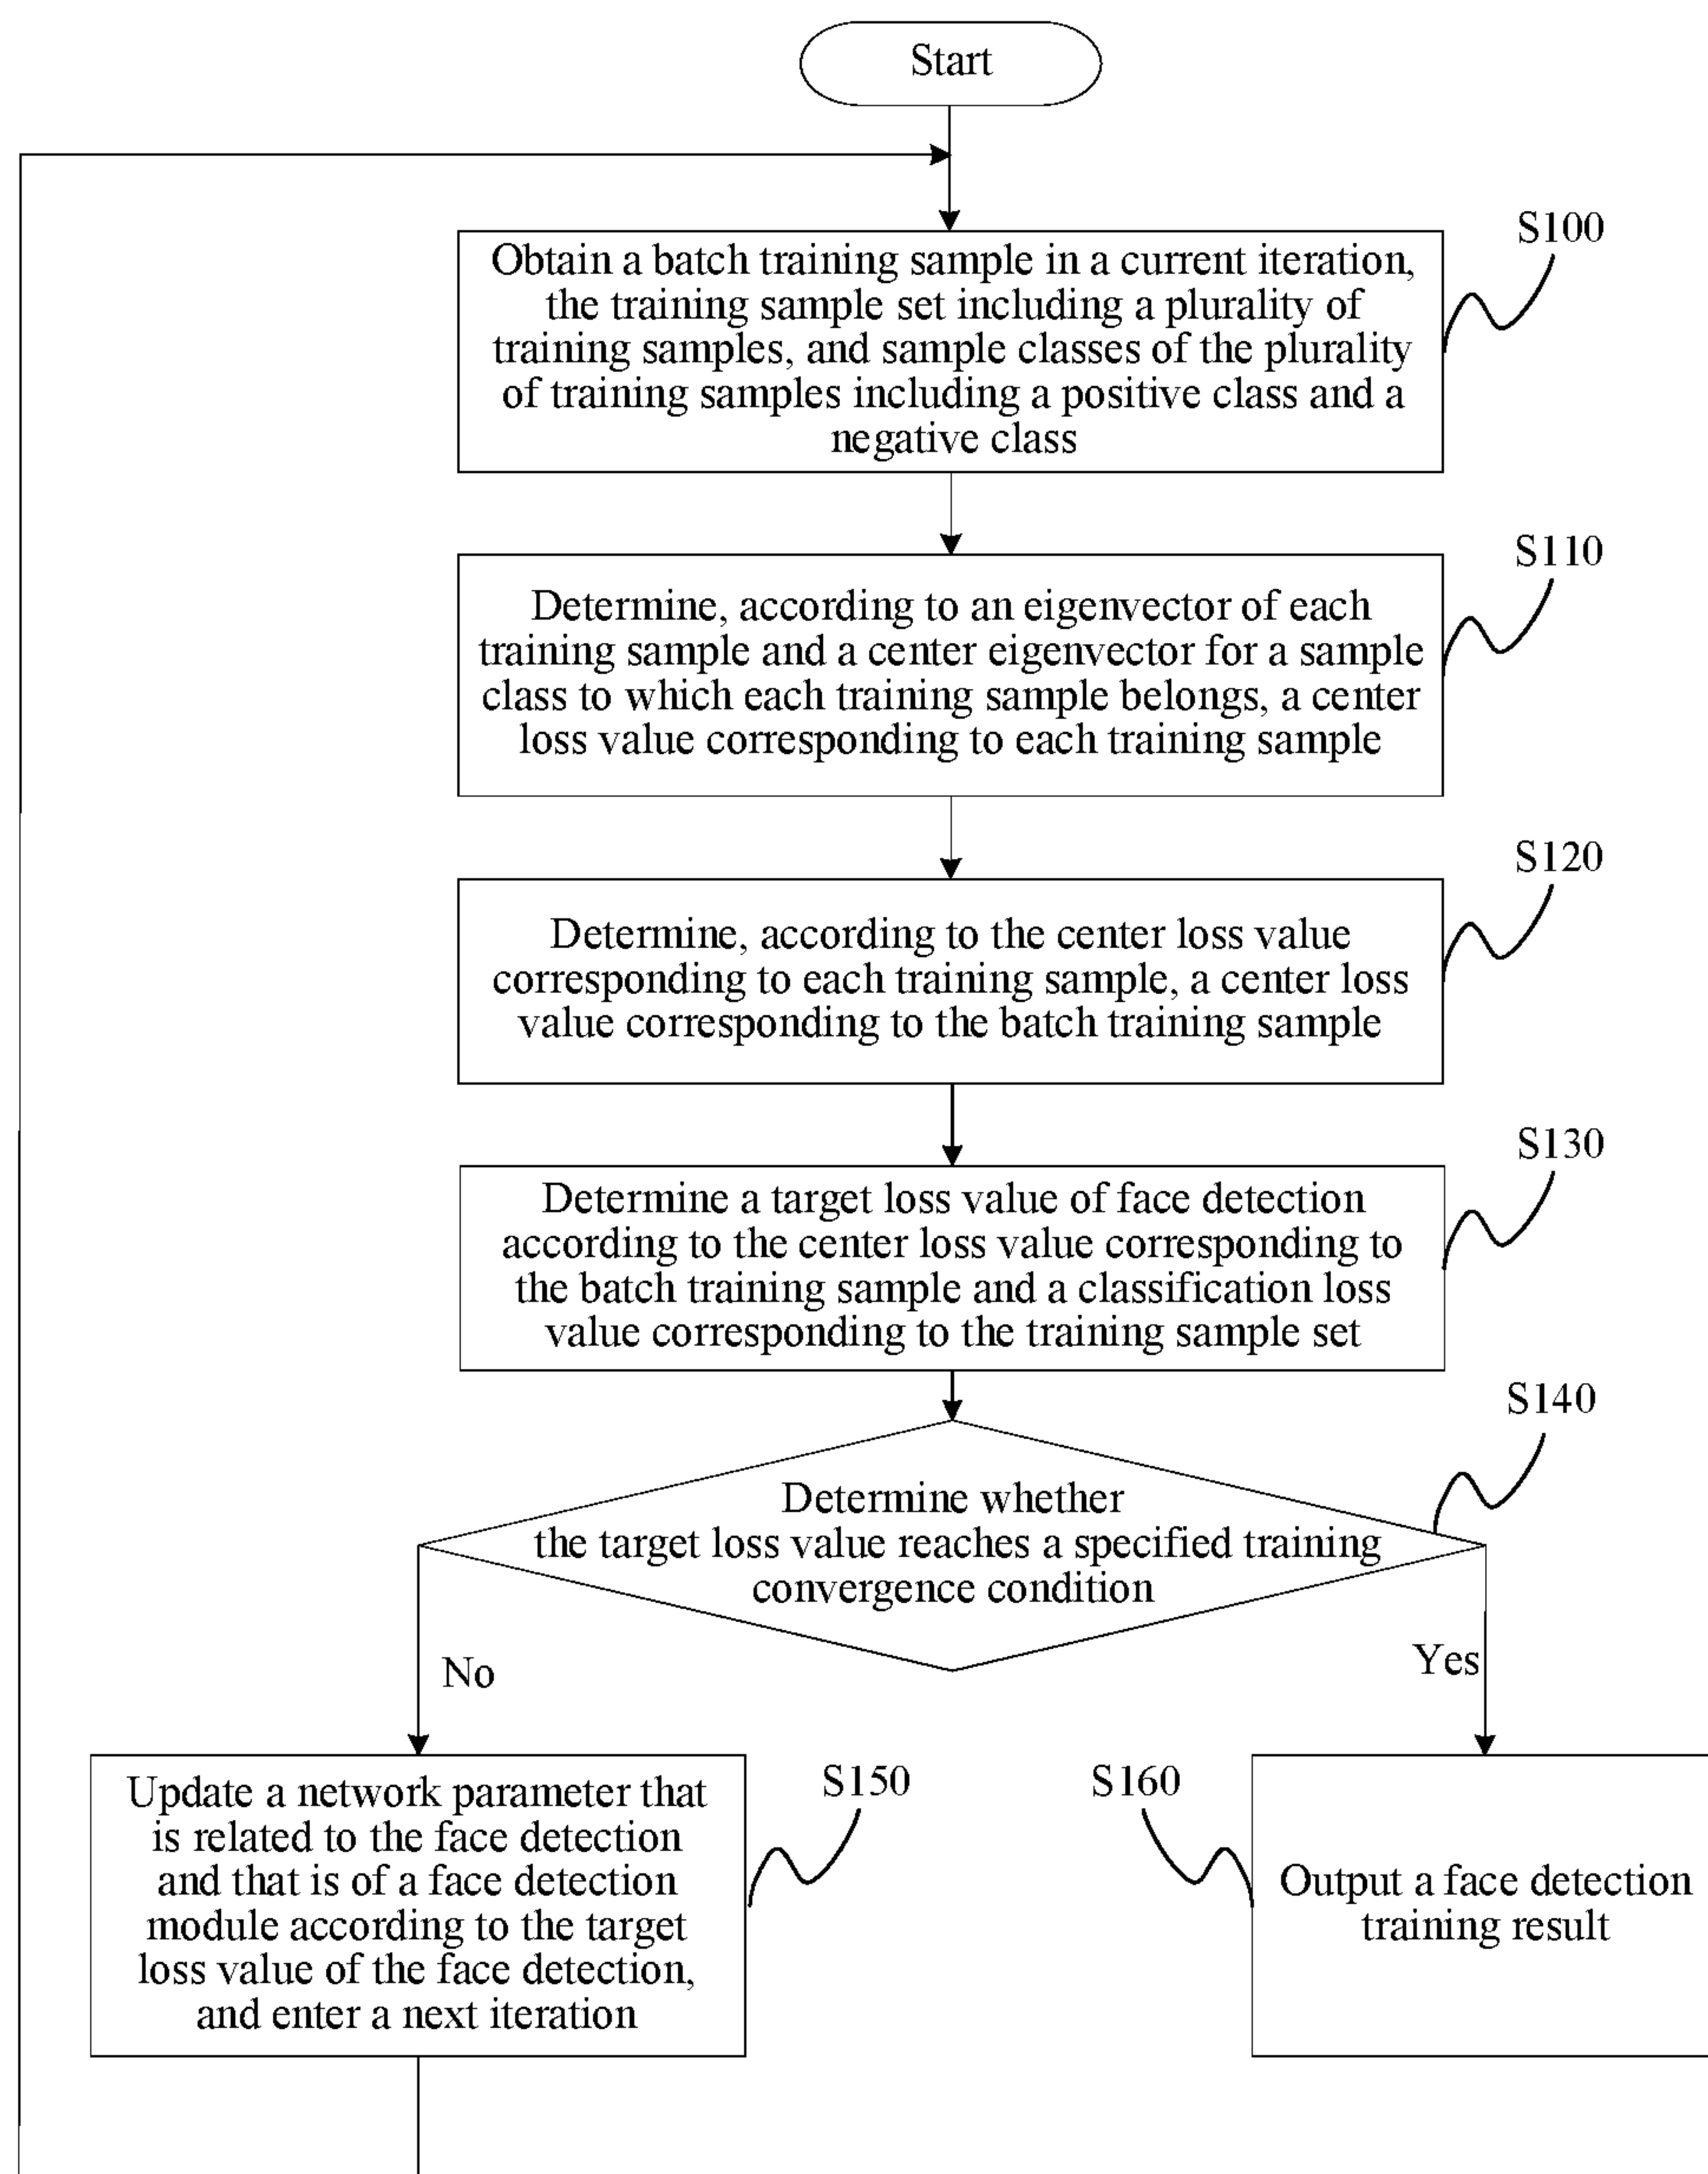 Start
S100
Obtain a batch training sample in a current iteration,
the training sample set including a plurality of
training samples, and sample classes of the plurality
of training samples including a positive class and a
negative class
S110
Determine, according to an eigenvector of each
training sample and a center eigenvector for a sample
class to which each training sample belongs, a center
loss value corresponding to each training sample
S120
Determine, according to the center loss value
corresponding to each training sample, a center loss
value corresponding to the batch training sample
S130
Determine a target loss value of face detection
according to the center loss value corresponding to
the batch training sample and a classification loss
value corresponding to the training sample set
S140
Determine whether
the target loss value reaches a specified training
convergence condition
No
Yes
S150
Update a network parameter that
is related to the face detection
and that is of a face detection
module according to the target
loss value of the face detection,
and enter a next iteration
S160
Output a face detection
training result